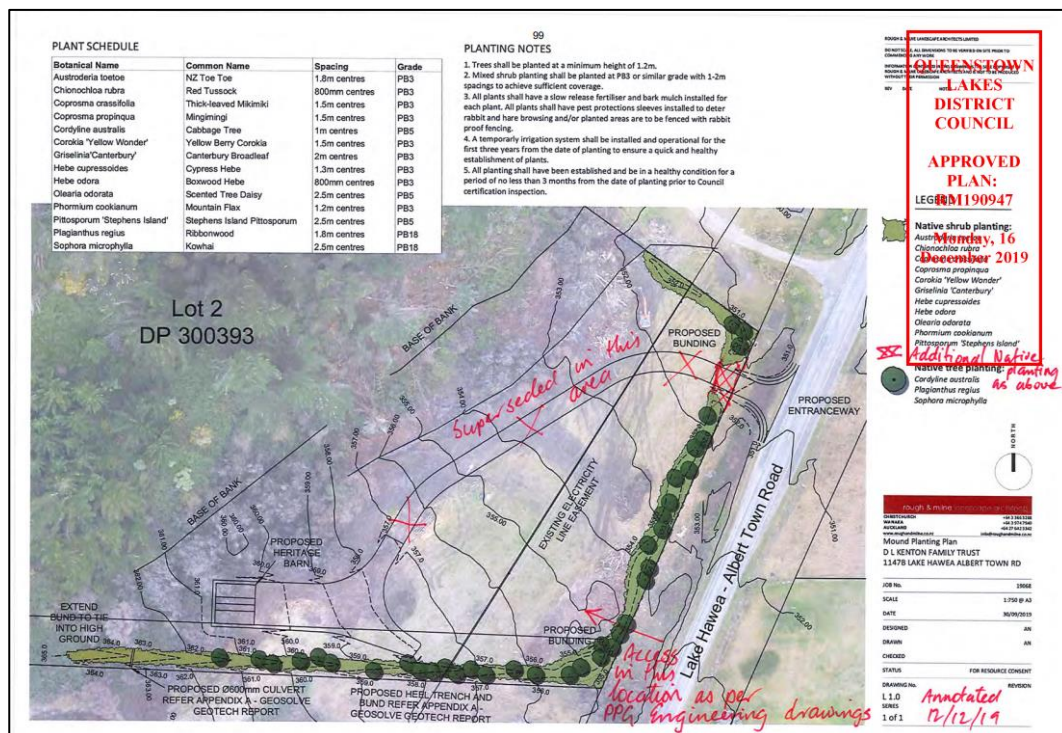 99
PLANT SCHEDULE
Botanical Name Common Name Spacing Grade
Austroderia toetoe NZ Toe Toe 1.8m centres PB3
Chionochloa rubra Red Tussock 800mm centres PB3
Coprosma crassifolia Thick-leaved Mikimiki 1.5m centres PB3
Coprosma propinqua Mingimingi 1.5m centres PB3
Cordyline australis Cabbage Tree 1m centres PB5
Corokia 'Yellow Wonder' Yellow Berry Corokia 1.5m centres PB3
Griselinia'Canterbury' Canterbury Broadleaf 2m centres PB3
Hebe cupressoides Cypress Hebe 1.3m centres PB3
Hebe odora Boxwood Hebe 800mm centres PB3
Olearia odorata Scented Tree Daisy 2.5m centres PB5
Phormium cookianum Mountain Flax 1.2m centres PB3
Pittosporum 'Stephens Island' Stephens Island Pittosporum 2.5m centres PB5
Plagianthus regius Ribbonwood 1.8m centres PB18
Sophora microphylla Kowhai 2.5m centres PB18
PLANTING NOTES
1. Trees shall be planted at a minimum height of 1.2m.
2. Mixed shrub planting shall be planted at PB3 or similar grade with 1-2m
spacings to achieve sufficient coverage.
3. All plants shall have a slow release fertiliser and bark mulch installed for
each plant. All plants shall have pest protections sleeves installed to deter
rabbit and hare browsing and/or planted areas are to be fenced with rabbit
proof fencing.
4. A temporarly irrigation system shall be installed and operational for the
first three years from the date of planting to ensure a quick and healthy
establishment of plants.
5. All planting shall have been established and be in a healthy condition for a
period of no less than 3 months from the date of planting prior to Council
certification inspection.
ROUGH & MILNE LANDSCAPE ARCHITECTS LIMITED
QUEENSTOWN
LAKES
DISTRICT
COUNCIL
APPROVED
PLAN:
RM190947
Monday, 16
December 2019
LEGEND
Native shrub planting:
Chionochloa rubra
Coprosma propinqua
Corokia 'Yellow Wonder'
Griselinia 'Canterbury'
Hebe cupressoides
Hebe odora
Olearia odorata
Phormium cookianum
Pittosporum 'Stephens Island'
Additional Native
planting
as above
Native tree planting:
Cordyline australis
Plagianthus regius
Sophora microphylla
NORTH
Lot 2
DP 300393
BASE OF BANK
BASE OF BANK
Superseded in this
area
PROPOSED
BUNDING
PROPOSED
ENTRANCEWAY
EXISTING ELECTRICITY
LINE EASEMENT
Lake Hawea - Albert Town Road
PROPOSED
HERITAGE
BARN
EXTEND
BUND TO TIE
INTO HIGH
GROUND
PROPOSED
BUNDING
PROPOSED Ø600mm CULVERT
REFER APPENDIX A - GEOSOLVE
GEOTECH REPORT
PROPOSED HEEL TRENCH AND
BUND REFER APPENDIX A -
GEOSOLVE GEOTECH REPORT
Access
in this
location as per
PPG Engineering drawings
rough & milne landscape architects
CHRISTCHURCH
WANAKA
AUCKLAND
Mound Planting Plan
D L KENTON FAMILY TRUST
1147B LAKE HAWEA ALBERT TOWN RD
JOB No. 19068
SCALE 1:750 @ A3
DATE 30/09/2019
DESIGNED AN
DRAWN AN
CHECKED
STATUS FOR RESOURCE CONSENT
DRAWING No. REVISION
L 1.0
SERIES
1 of 1
Annotated
12/12/19